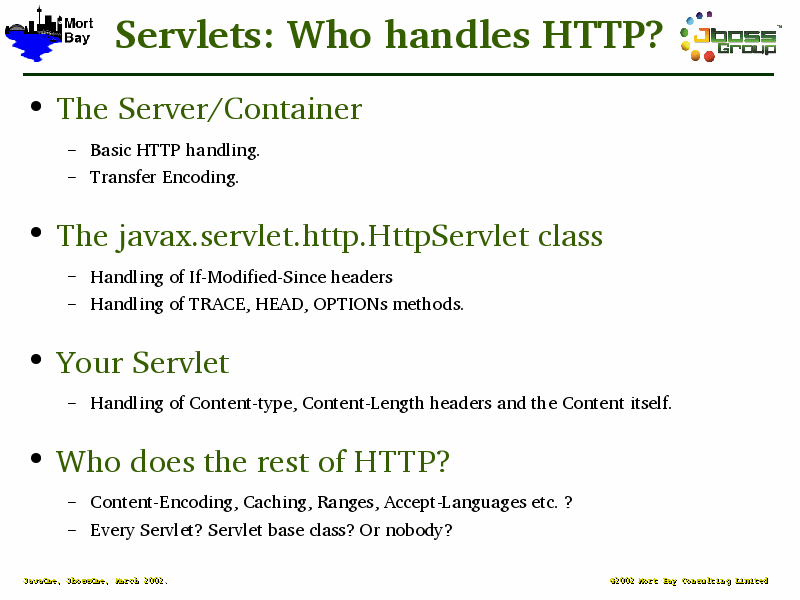 Mort
Bay
Servlets: Who handles HTTP?
Jboss
Group
™
• The Server/Container
– Basic HTTP handling.
– Transfer Encoding.
• The javax.servlet.http.HttpServlet class
– Handling of If-Modified-Since headers
– Handling of TRACE, HEAD, OPTIONs methods.
• Your Servlet
– Handling of Content-type, Content-Length headers and the Content itself.
• Who does the rest of HTTP?
– Content-Encoding, Caching, Ranges, Accept-Languages etc. ?
– Every Servlet? Servlet base class? Or nobody?
JavaOne, JbossOne, March 2002.
©2002 Mort Bay Consulting Limited